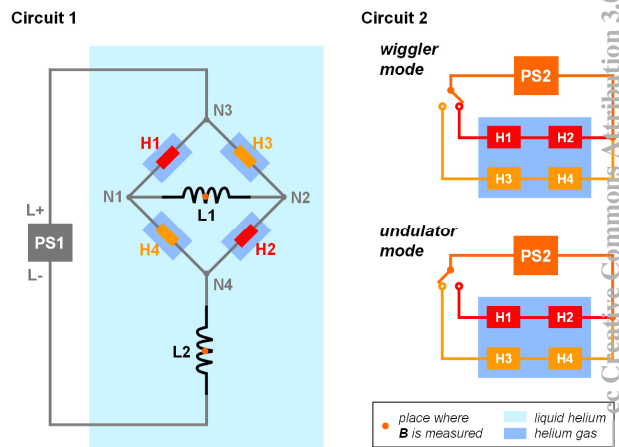 Circuit 1
N3
H1
H3
N1
N2
L1
L+
PS1
L-
H4
H2
N4
L2
Circuit 2
wiggler
mode
PS2
H1 H2
H3 H4
undulator
mode
PS2
H1 H2
H3 H4
place where
B is measured
liquid helium
helium gas
cc Creative Commons Attribution 3.0